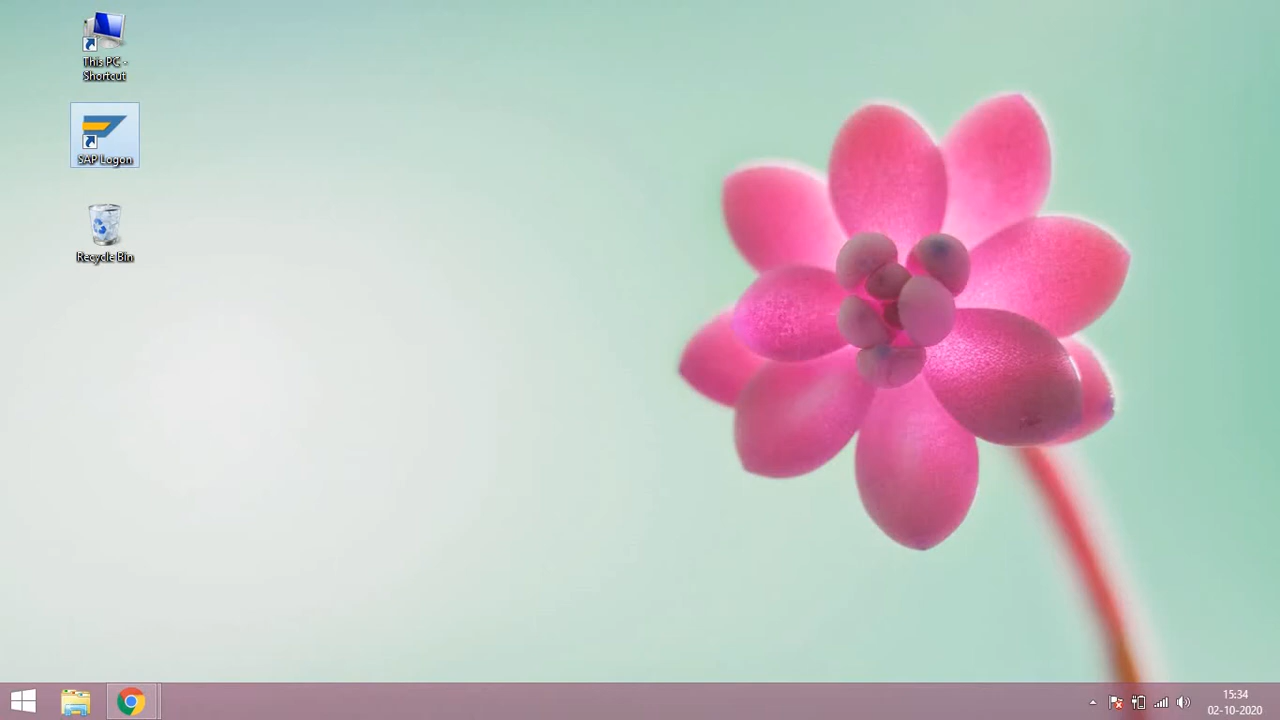 This PC -
Shortcut
SAP Logon
Recycle Bin
15:34
02-10-2020